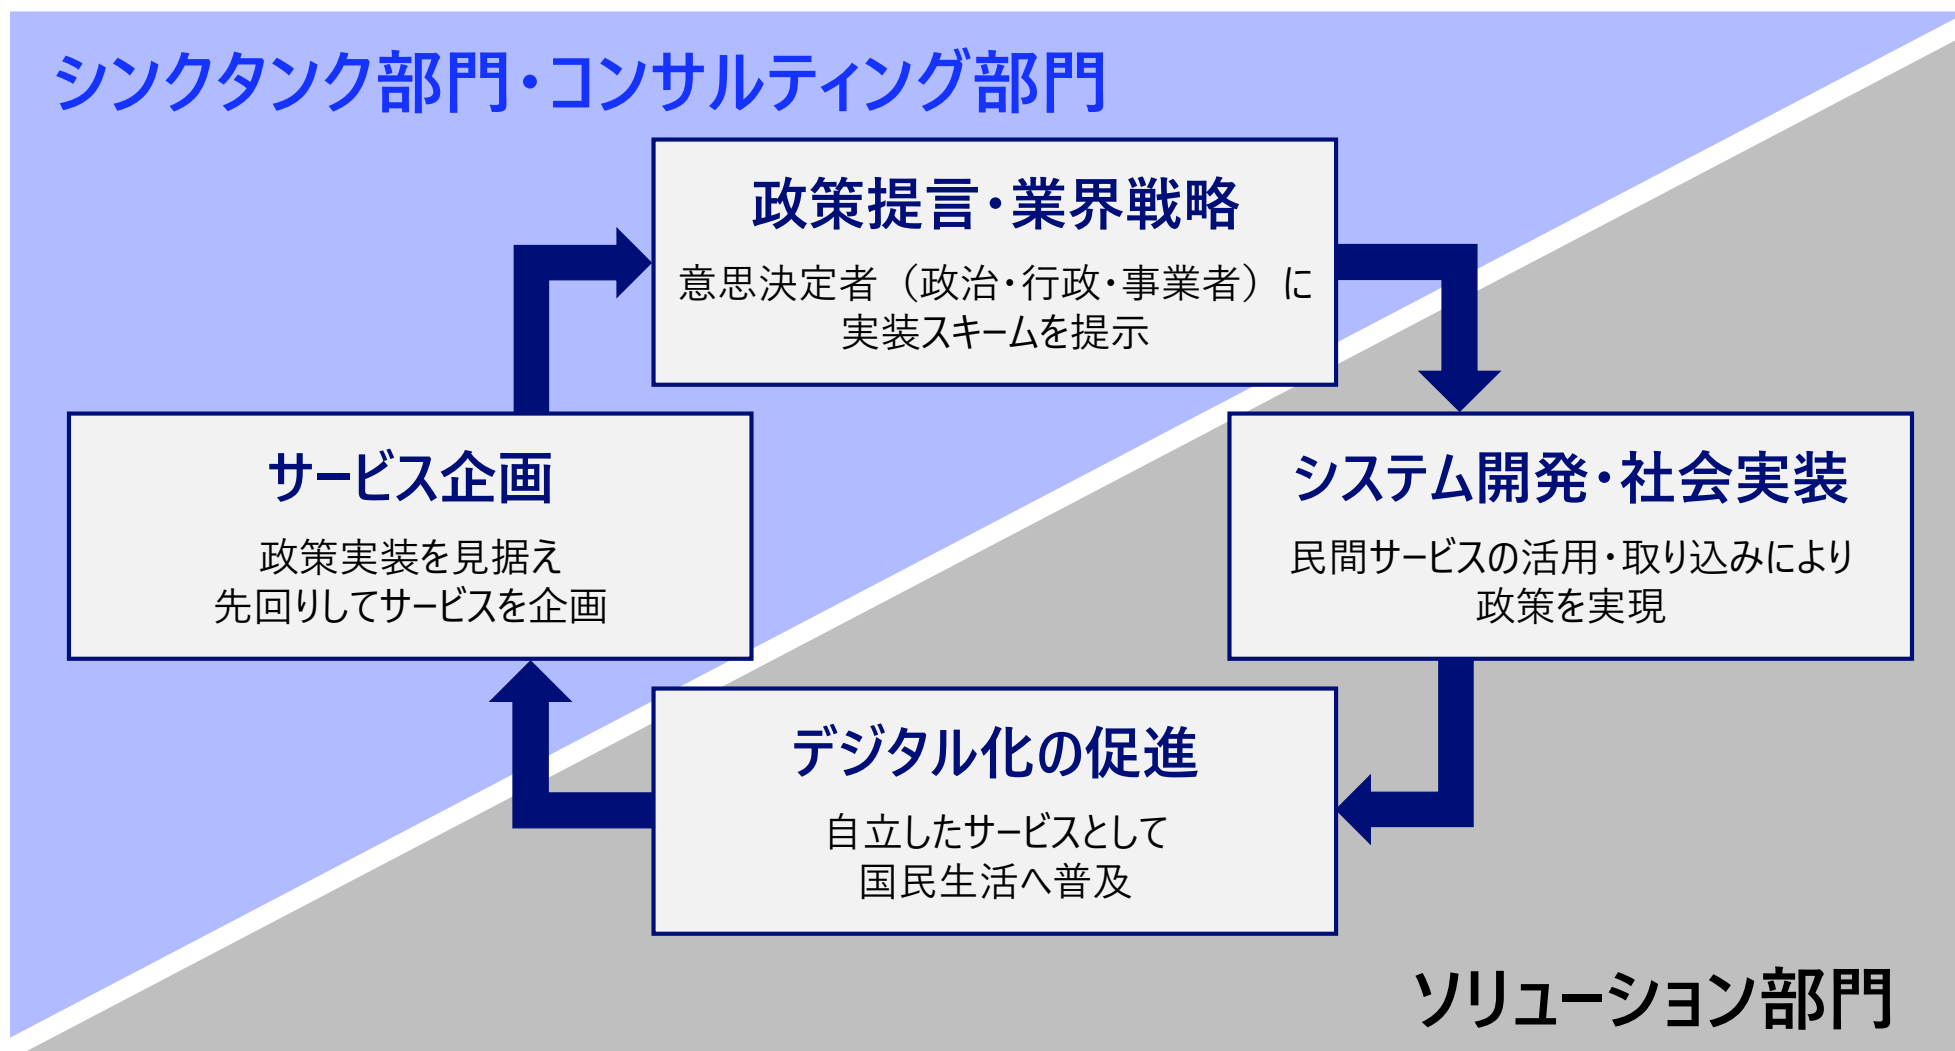 シンクタンク部門・コンサルティング部門
政策提言・業界戦略
意思決定者（政治・行政・事業者）に
実装スキームを提示
サービス企画
政策実装を見据え
先回りしてサービスを企画
システム開発・社会実装
民間サービスの活用・取り込みにより
政策を実現
デジタル化の促進
自立したサービスとして
国民生活へ普及
ソリューション部門